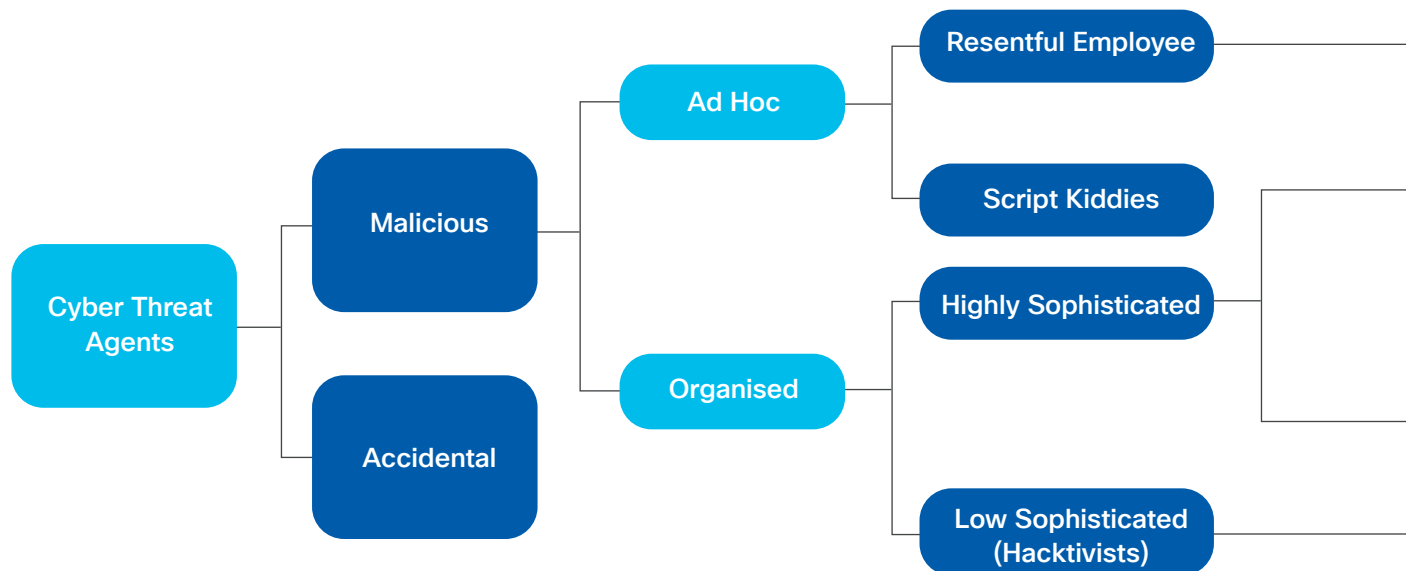 Cyber Threat
Agents
Malicious
Accidental
Ad Hoc
Organised
Resentful Employee
Script Kiddies
Highly Sophisticated
Low Sophisticated
(Hacktivists)